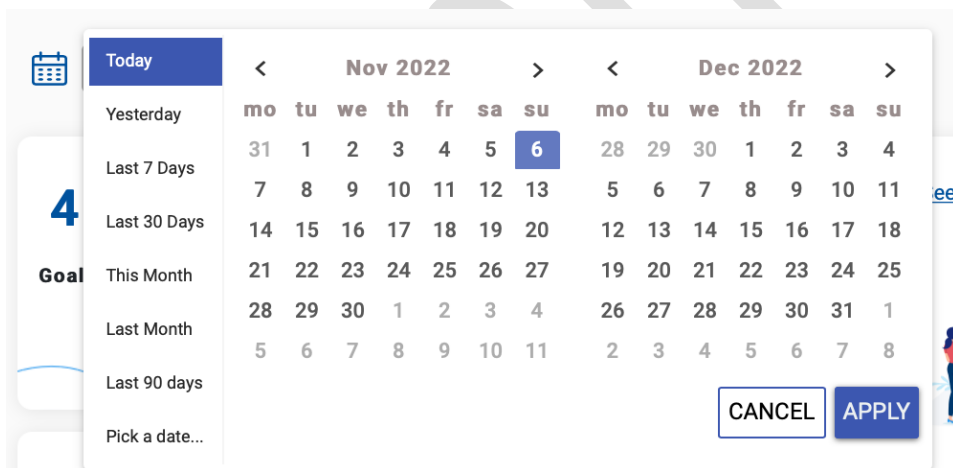 Today
Yesterday
Last 7 Days
Last 30 Days
This Month
Last Month
Last 90 days
Pick a date...
< Nov 2022 >
mo tu we th fr sa su
31 1 2 3 4 5 6
7 8 9 10 11 12 13
14 15 16 17 18 19 20
21 22 23 24 25 26 27
28 29 30 1 2 3 4
5 6 7 8 9 10 11
< Dec 2022 >
mo tu we th fr sa su
28 29 30 1 2 3 4
5 6 7 8 9 10 11
12 13 14 15 16 17 18
19 20 21 22 23 24 25
26 27 28 29 30 31 1
2 3 4 5 6 7 8
CANCEL APPLY
4
Goal